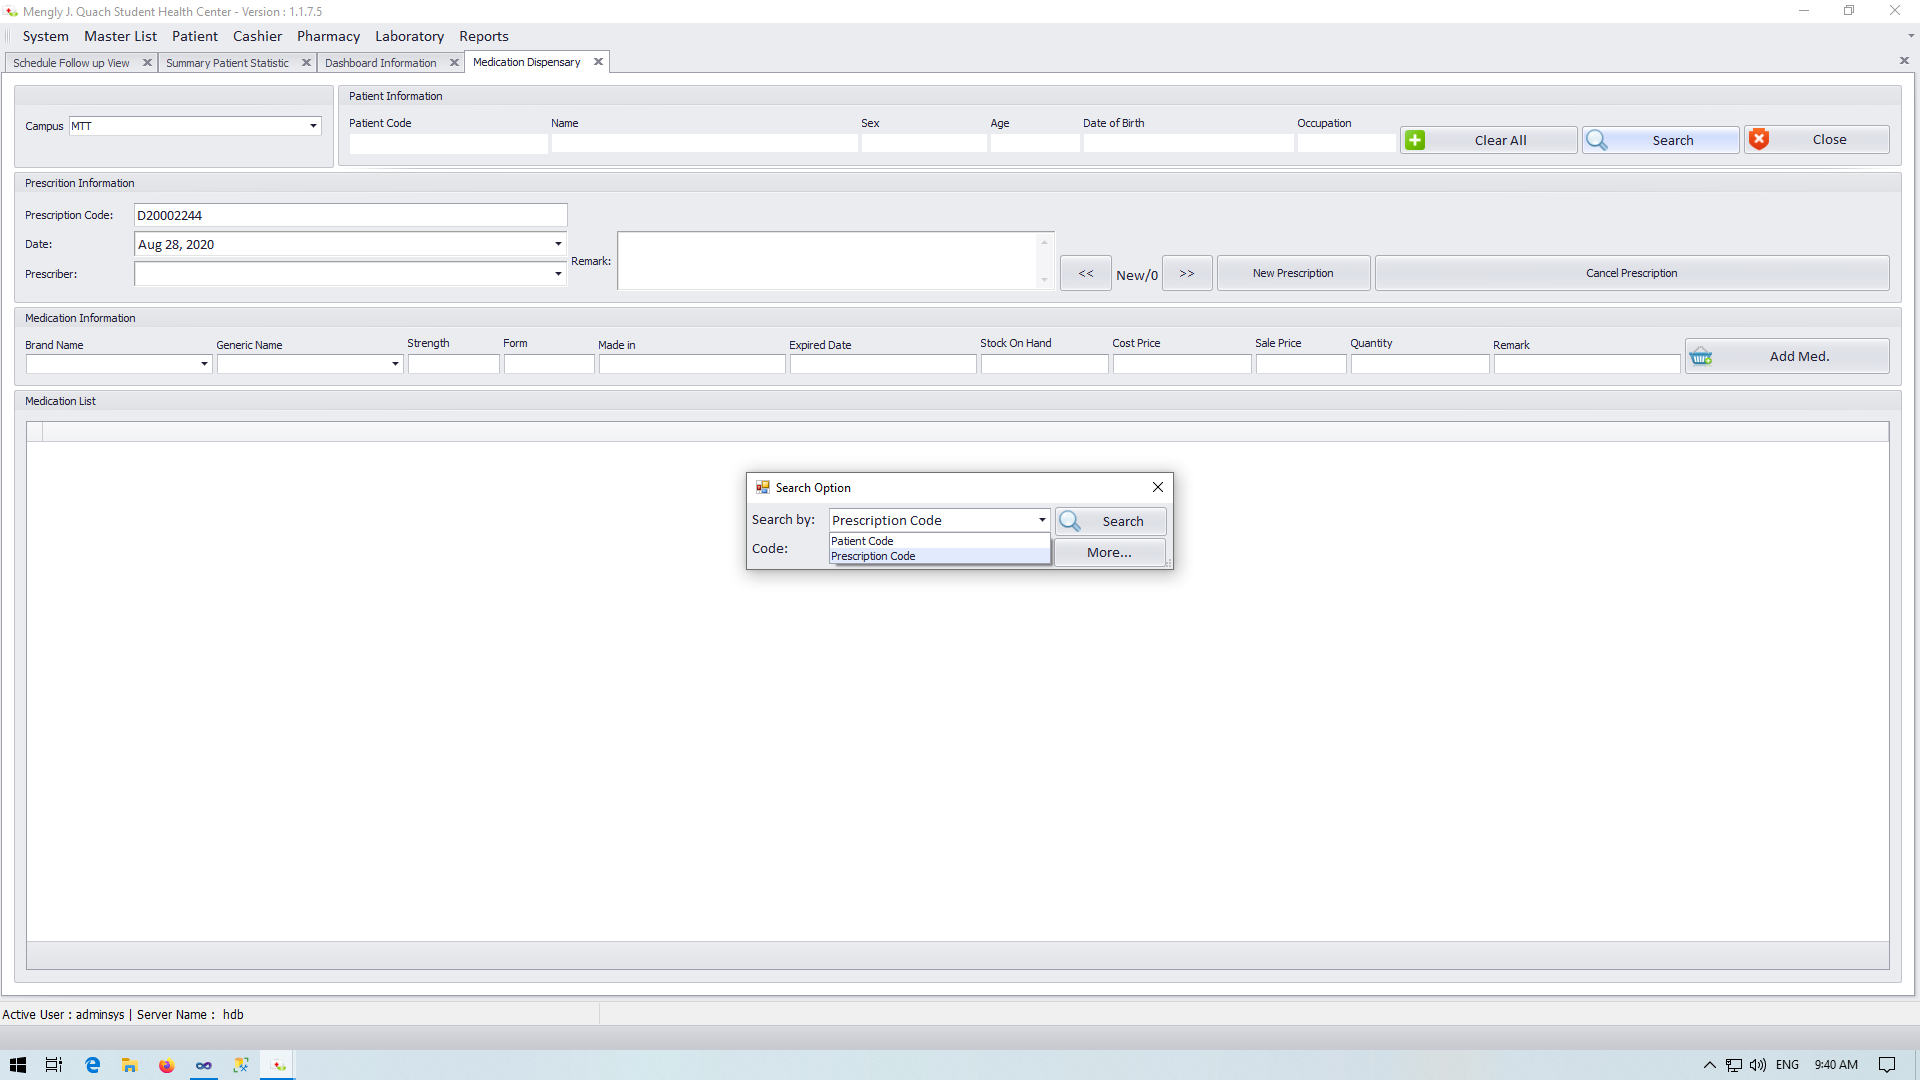 Mengly J. Quach Student Health Center - Version : 1.1.7.5
System Master List Patient Cashier Pharmacy Laboratory Reports
Schedule Follow up View Summary Patient Statistic Dashboard Information Medication Dispensary
Campus MTT
Patient Information
Patient Code Name Sex Age Date of Birth Occupation
Clear All Search Close
Prescrition Information
Prescription Code: D20002244
Date: Aug 28, 2020
Prescriber:
Remark:
<< New/0 >> New Prescription Cancel Prescription
Medication Information
Brand Name Generic Name Strength Form Made in Expired Date Stock On Hand Cost Price Sale Price Quantity Remark
Add Med.
Medication List
Search Option
Search by: Prescription Code Search
Patient Code
Code: Prescription Code More...
Active User : adminsys | Server Name : hdb
ENG 9:40 AM